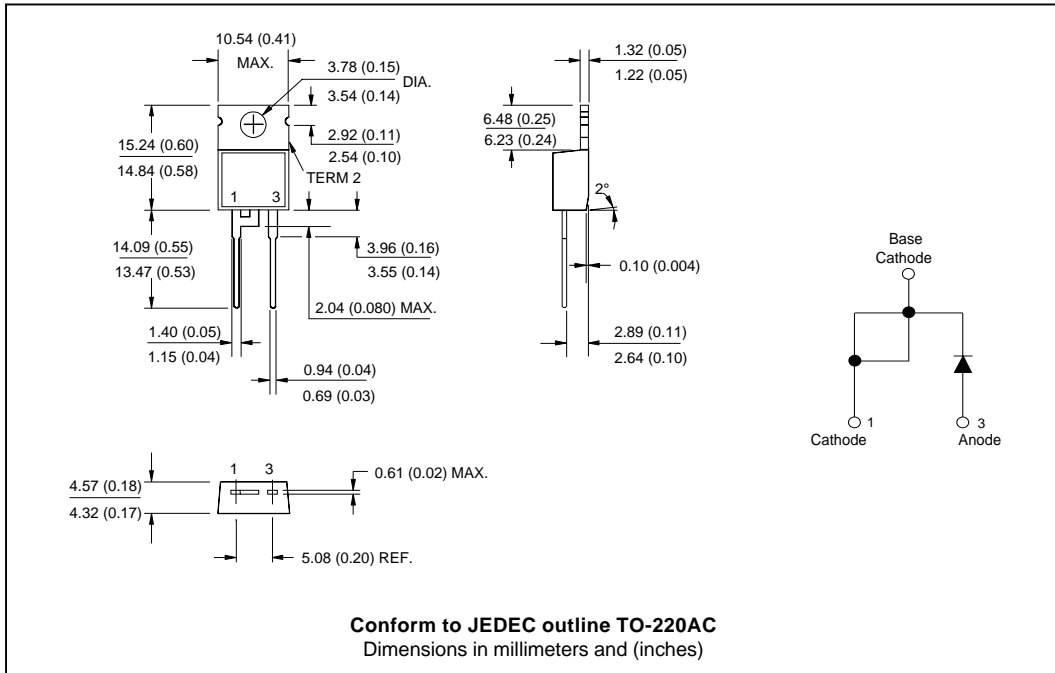 10.54 (0.41)
MAX.
3.78 (0.15)
3.54 (0.14)
DIA.
2.92 (0.11)
2.54 (0.10)
15.24 (0.60)
14.84 (0.58)
TERM 2
1 3
14.09 (0.55)
13.47 (0.53)
3.96 (0.16)
3.55 (0.14)
2.04 (0.080) MAX.
1.40 (0.05)
1.15 (0.04)
0.94 (0.04)
0.69 (0.03)
1.32 (0.05)
1.22 (0.05)
6.48 (0.25)
6.23 (0.24)
2°
0.10 (0.004)
2.89 (0.11)
2.64 (0.10)
Base
Cathode
1
Cathode
3
Anode
1 3
4.57 (0.18)
4.32 (0.17)
0.61 (0.02) MAX.
5.08 (0.20) REF.
Conform to JEDEC outline TO-220AC
Dimensions in millimeters and (inches)